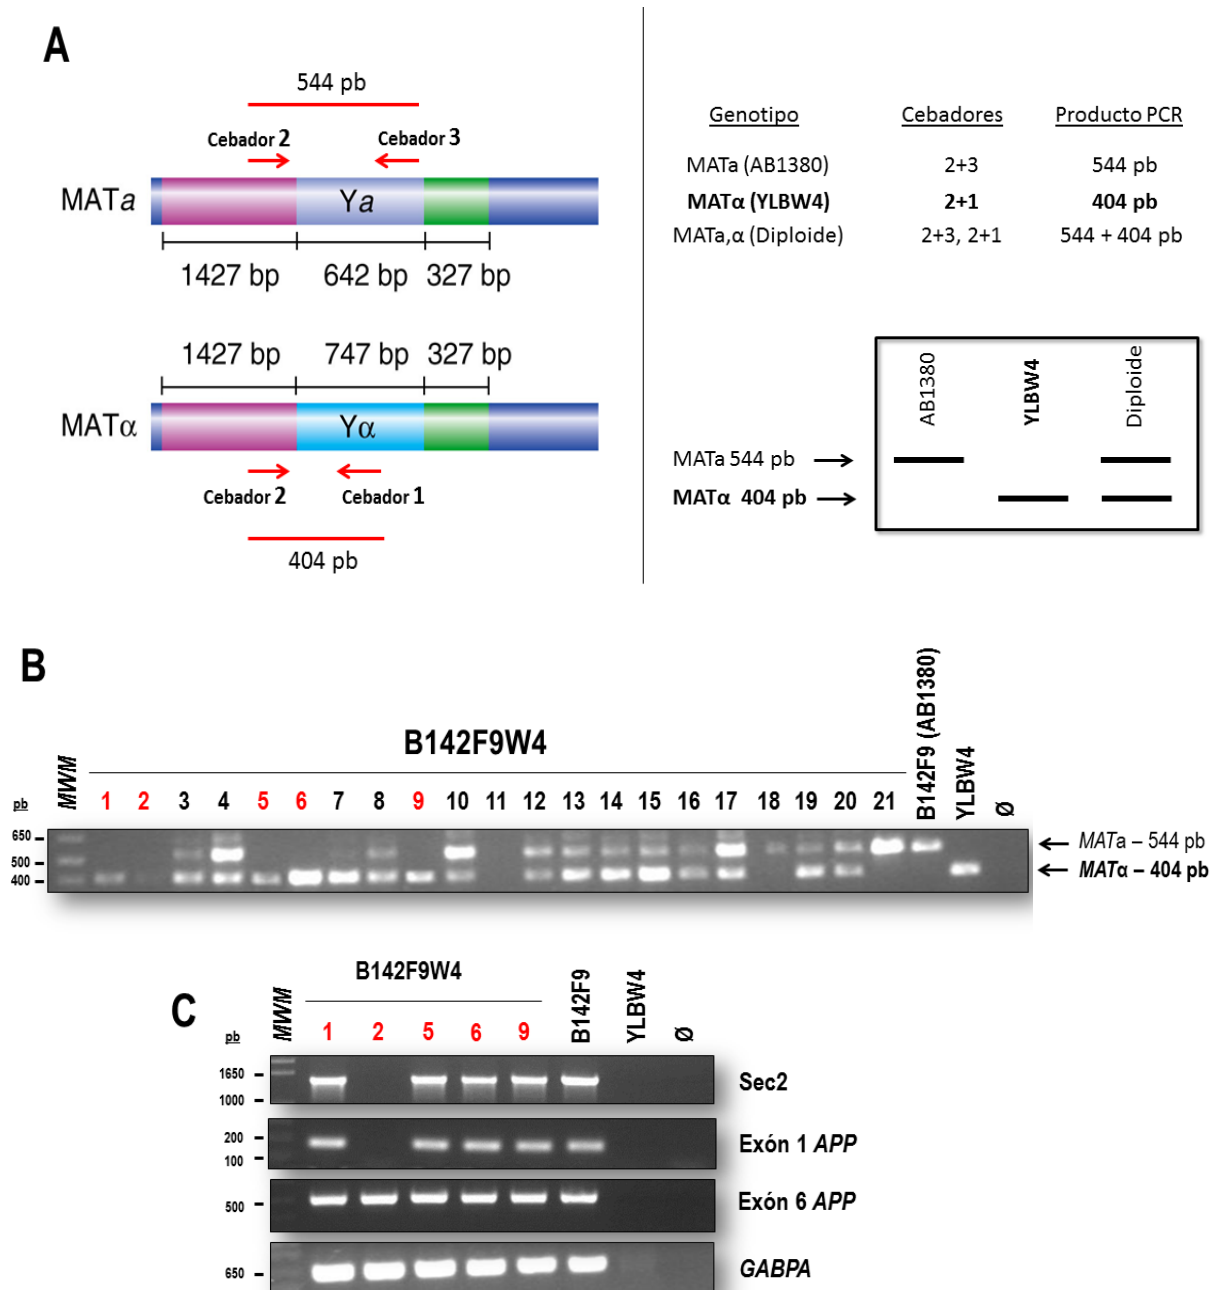 A
544 pb
Cebador 2
Cebador 3
MATa
Ya
1427 bp
642 bp
327 bp
1427 bp
747 bp
327 bp
MATα
Yα
Cebador 2
Cebador 1
404 pb
Genotipo Cebadores Producto PCR
MATa (AB1380) 2+3 544 pb
MATα (YLBW4) 2+1 404 pb
MATa,α (Diploide) 2+3, 2+1 544 + 404 pb
AB1380
YLBW4
Diploide
MATa 544 pb
MATα 404 pb
B
B142F9W4
pb
MWM
1 2 3 4 5 6 7 8 9 10 11 12 13 14 15 16 17 18 19 20 21
B142F9 (AB1380)
YLBW4
Ø
650
500
400
MATa – 544 pb
MATα – 404 pb
C
B142F9W4
pb
MWM
1 2 5 6 9
B142F9
YLBW4
Ø
1650
1000
Sec2
200
100
Exón 1 APP
500
Exón 6 APP
650
GABPA